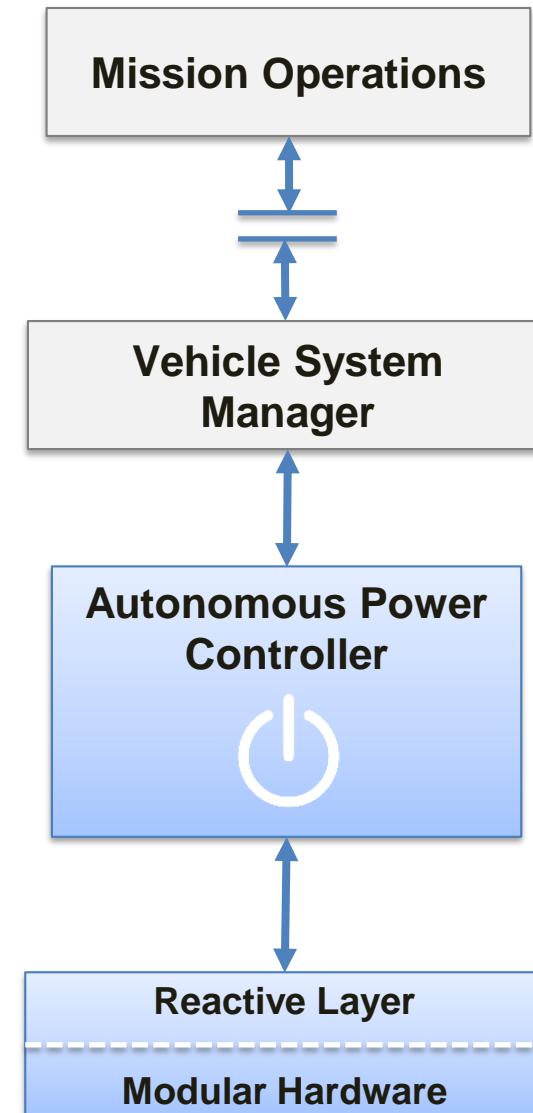 Mission Operations
Vehicle System
Manager
Autonomous Power
Controller
Reactive Layer
Modular Hardware